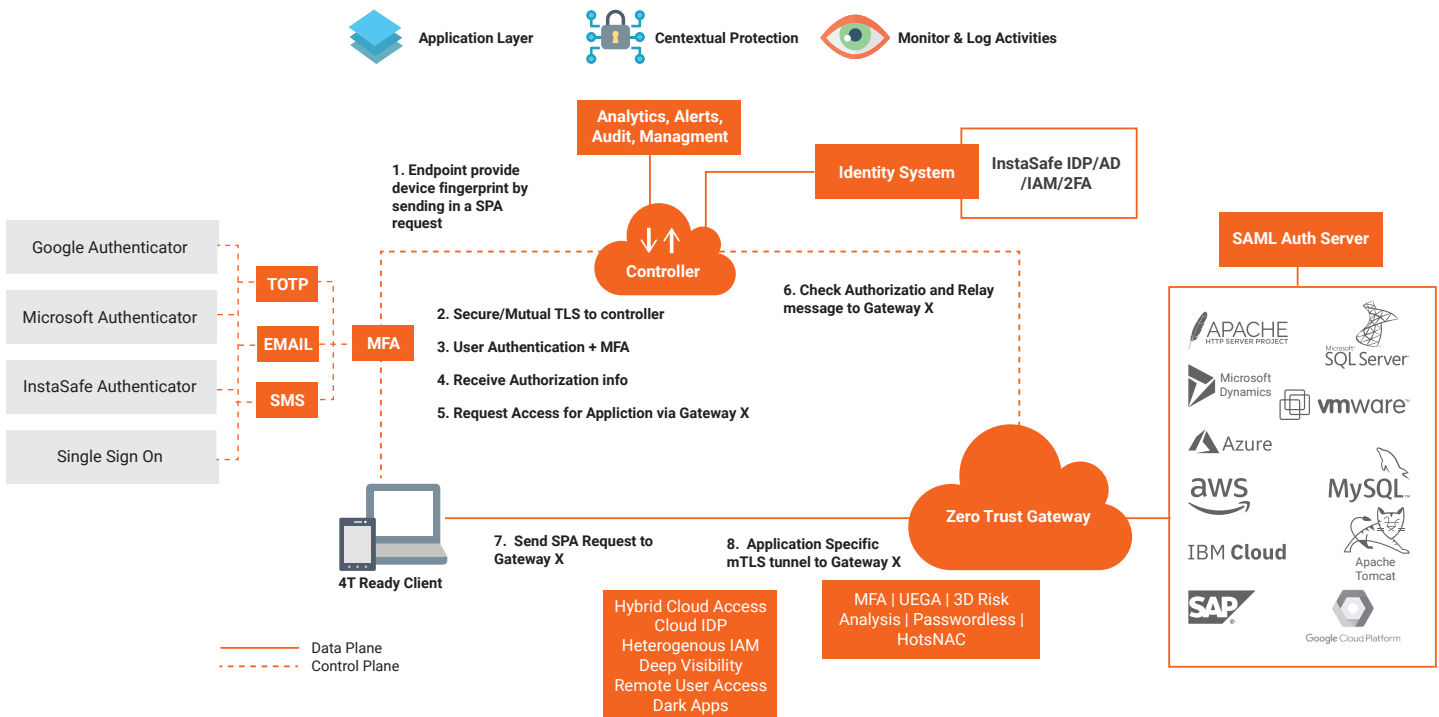 Application Layer
Centextual Protection
Monitor & Log Activities
Analytics, Alerts,
Audit, Managment
Identity System
InstaSafe IDP/AD
/IAM/2FA
1. Endpoint provide
device fingerprint by
sending in a SPA
request
Controller
Google Authenticator
Microsoft Authenticator
InstaSafe Authenticator
Single Sign On
TOTP
EMAIL
SMS
MFA
2. Secure/Mutual TLS to controller
3. User Authentication + MFA
4. Receive Authorization info
5. Request Access for Appliction via Gateway X
6. Check Authorizatio and Relay
message to Gateway X
SAML Auth Server
APACHE
HTTP SERVER PROJECT
Microsoft
SQL Server
Microsoft
Dynamics
vmware
Azure
aws
MySQL
IBM Cloud
Apache
Tomcat
SAP
Google Cloud Platform
Zero Trust Gateway
4T Ready Client
7. Send SPA Request to
Gateway X
8. Application Specific
mTLS tunnel to Gateway X
Hybrid Cloud Access
Cloud IDP
Heterogenous IAM
Deep Visibility
Remote User Access
Dark Apps
MFA | UEGA | 3D Risk
Analysis | Passwordless |
HotsNAC
Data Plane
Control Plane